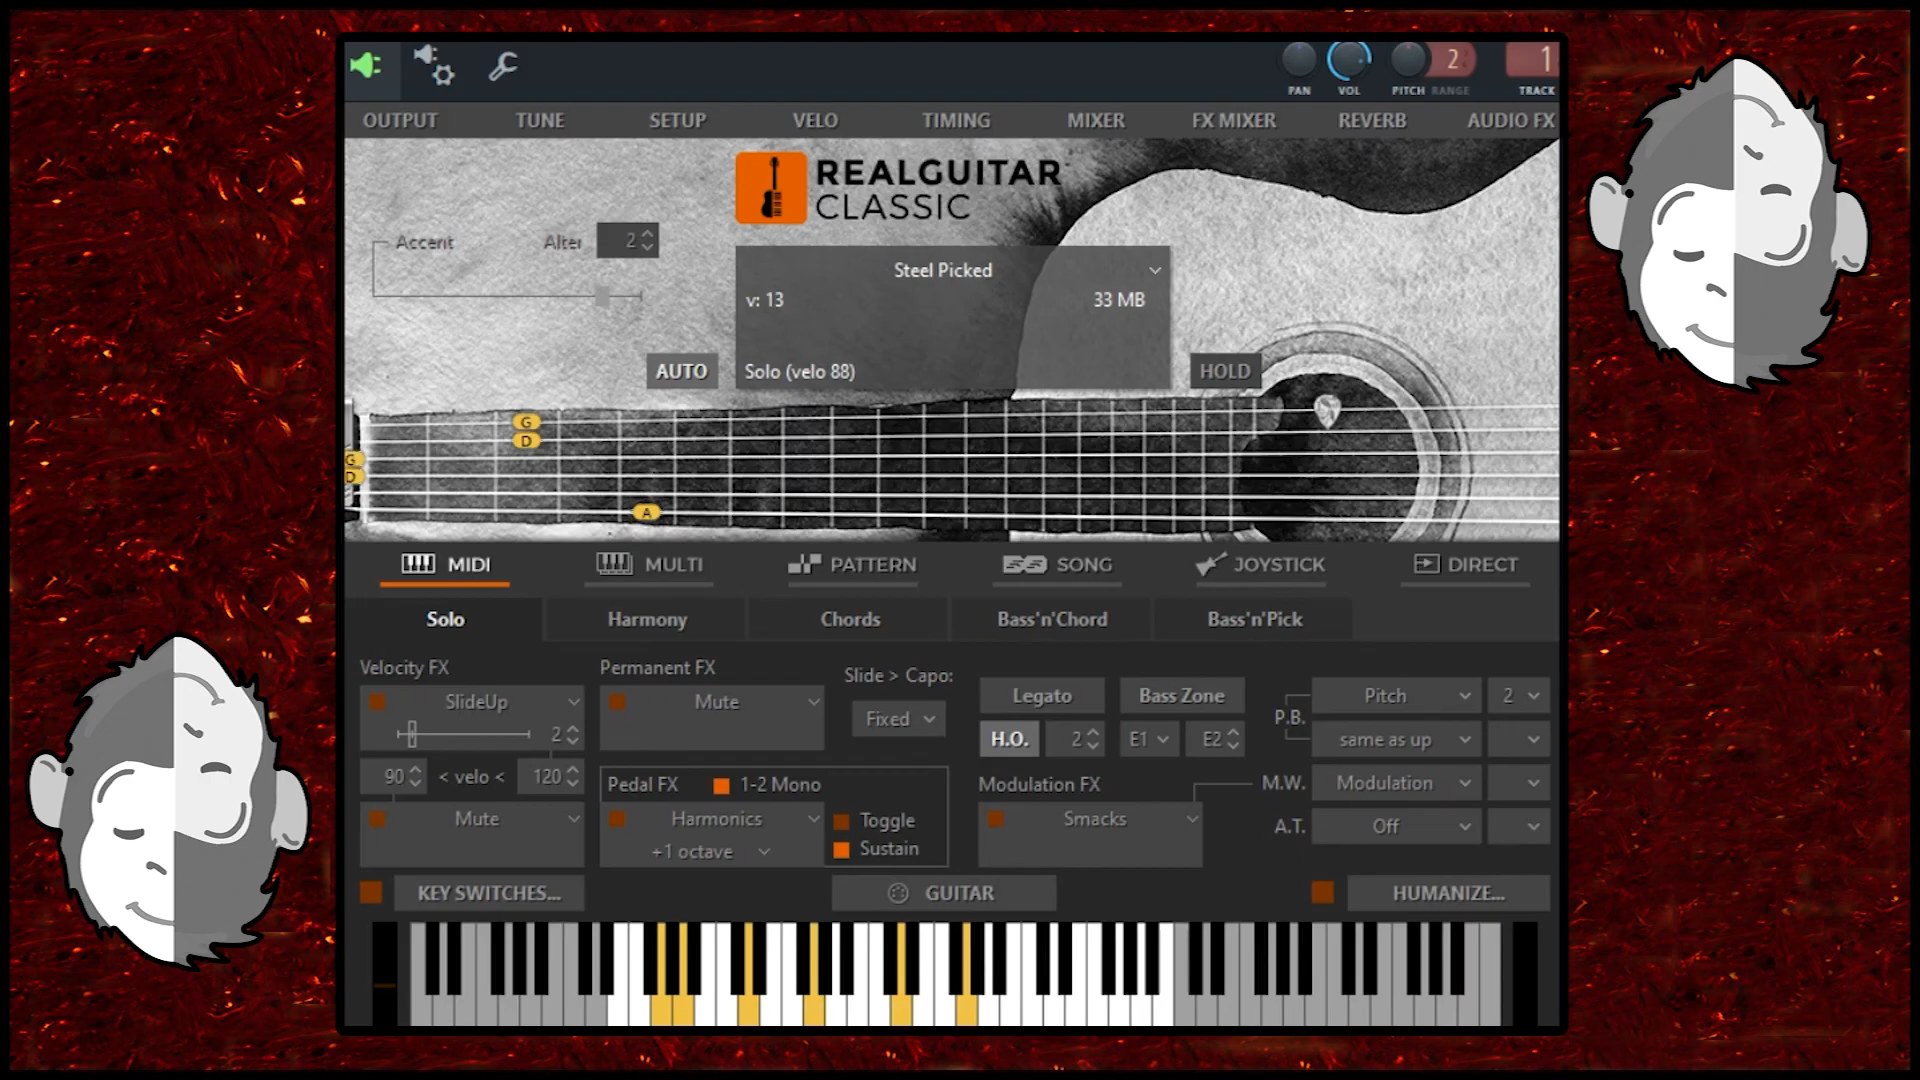 2
1
PAN VOL PITCH RANGE TRACK
OUTPUT TUNE SETUP VELO TIMING MIXER FX MIXER REVERB AUDIO FX
REALGUITAR
CLASSIC
Accent Alter 2
Steel Picked
v: 13 33 MB
AUTO Solo (velo 88) HOLD
G
D
G
D
A
MIDI MULTI PATTERN SONG JOYSTICK DIRECT
Solo Harmony Chords Bass'n'Chord Bass'n'Pick
Velocity FX Permanent FX Slide > Capo:
SlideUp Mute Fixed Legato Bass Zone P.B. Pitch 2
2 H.O. 2 E1 E2 same as up
90 < velo < 120 Pedal FX 1-2 Mono Modulation FX M.W. Modulation
Mute Harmonics Toggle Smacks A.T. Off
+1 octave Sustain
KEY SWITCHES... GUITAR HUMANIZE...